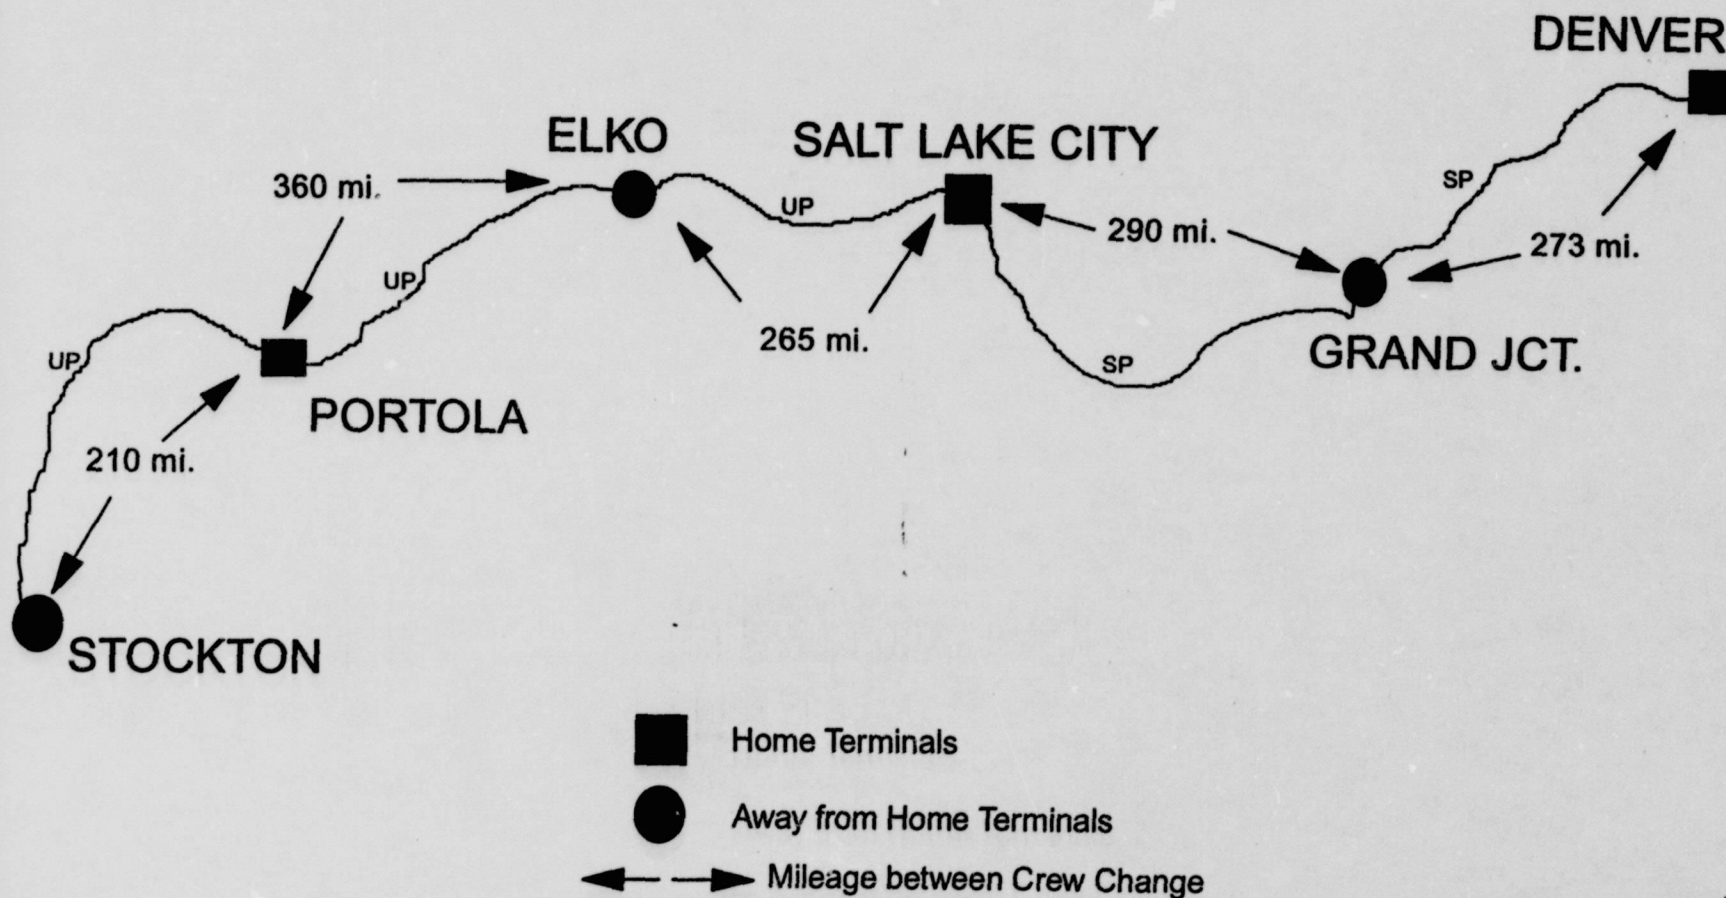 DENVER
ELKO
SALT LAKE CITY
360 mi.
UP
SP
290 mi.
273 mi.
UP
265 mi.
UP
SP
GRAND JCT.
PORTOLA
210 mi.
STOCKTON
Home Terminals
Away from Home Terminals
Mileage between Crew Change